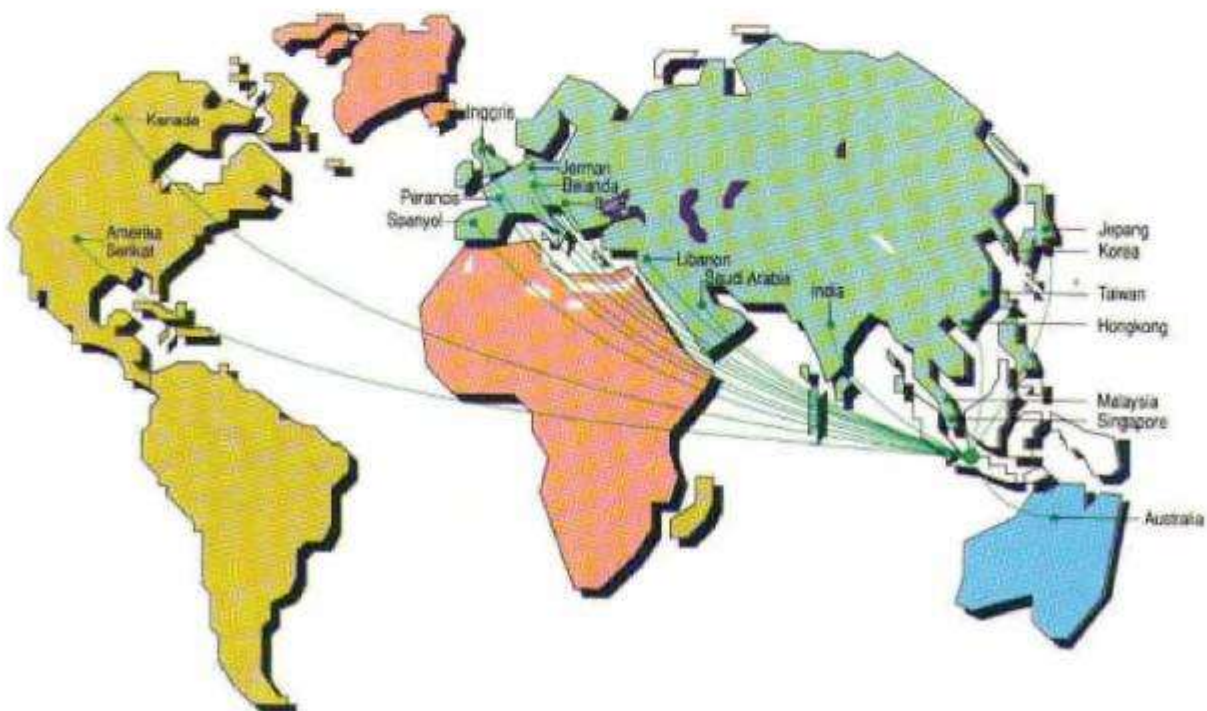 Kanada
Inggris
Jerman
Belanda
Perancis
Spanyol
Amerika
Serikat
Libanon
Saudi Arabia
India
Jepang
Korea
Taiwan
Hongkong
Malaysia
Singapore
Australia